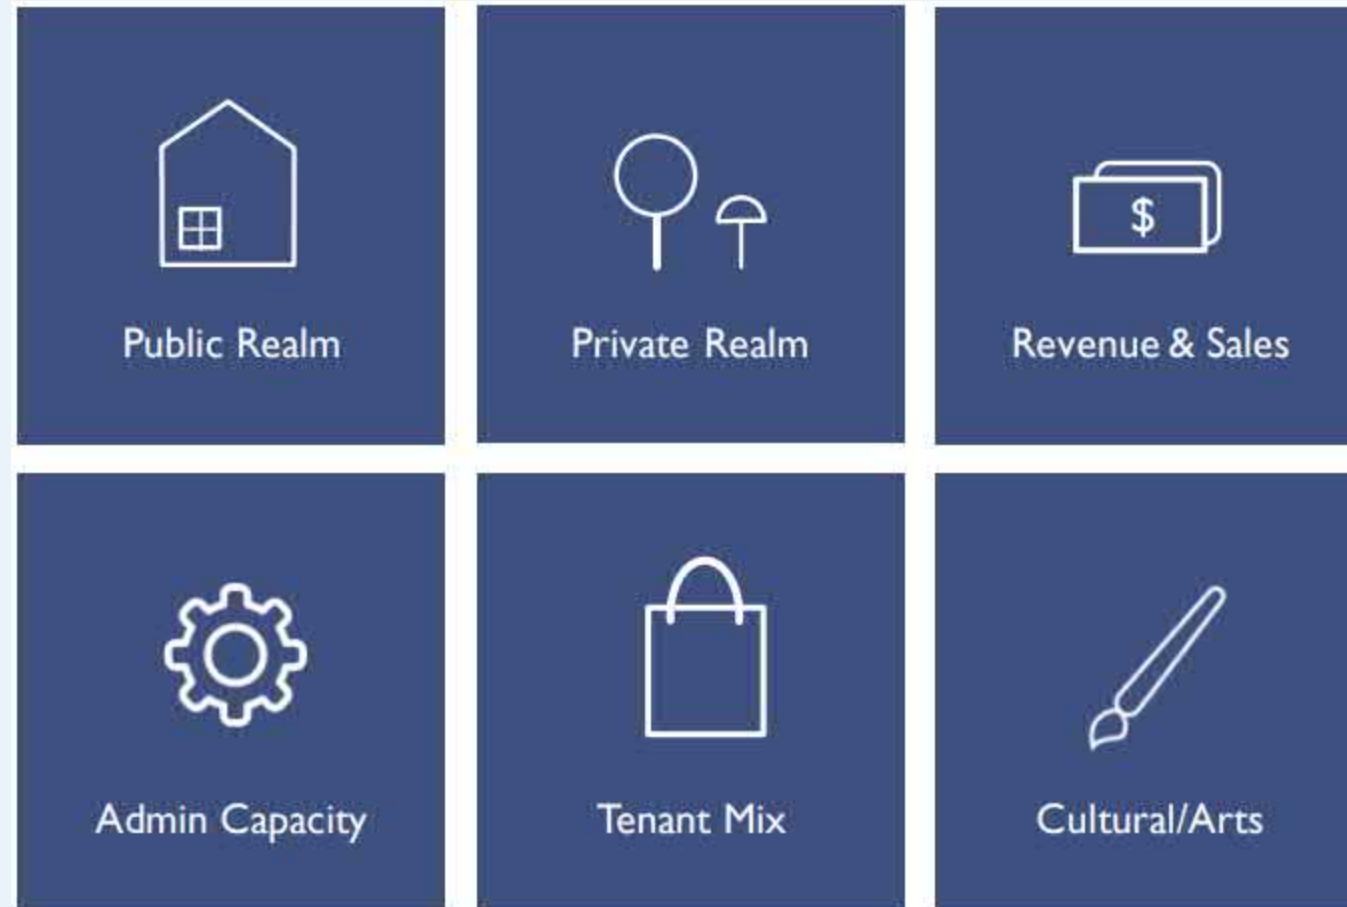 Public Realm
Private Realm
$
Revenue & Sales
Admin Capacity
Tenant Mix
Cultural/Arts